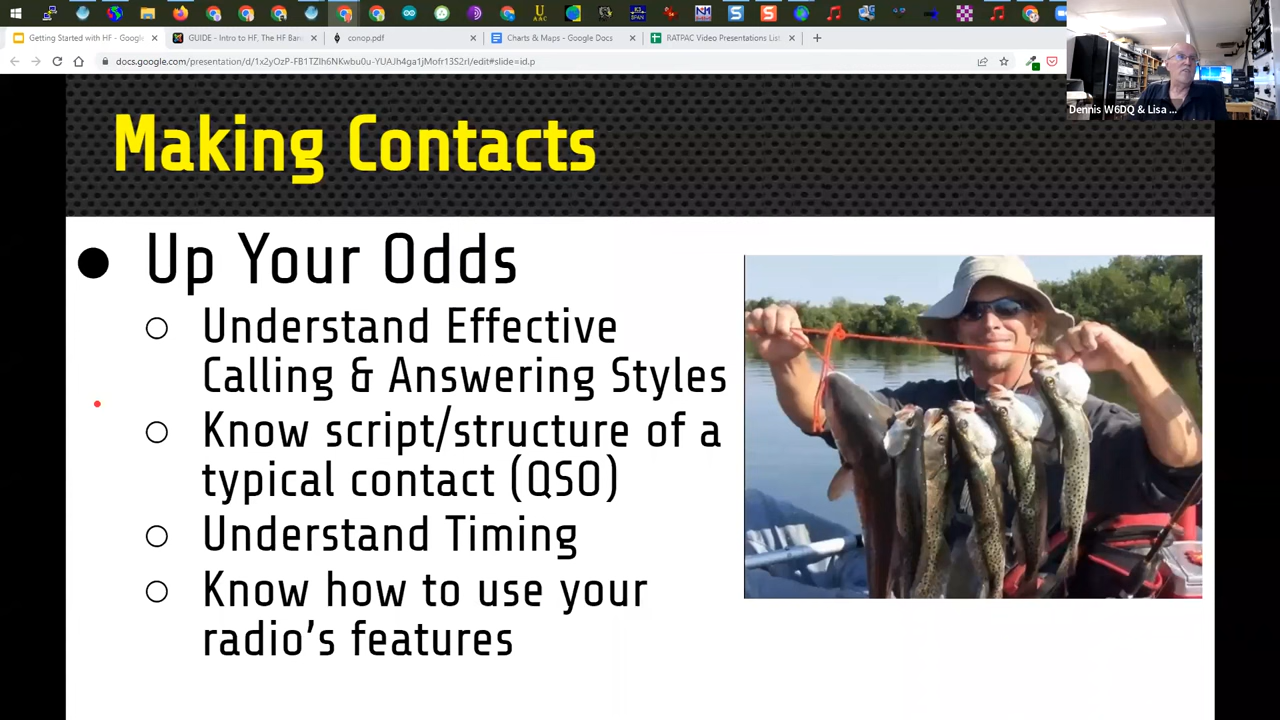 Getting Started with HF - Google
GUIDE - Intro to HF, The HF Ban
conop.pdf
Charts & Maps - Google Docs
RATPAC Video Presentations List
docs.google.com/presentation/d/1x2yOzP-FB1TZIh6NKwbu0u-YUAJh4ga1jMofr13S2rI/edit#slide=id.p
Dennis W6DQ & Lisa ...
Making Contacts
● Up Your Odds
○ Understand Effective
Calling & Answering Styles
○ Know script/structure of a
typical contact (QSO)
○ Understand Timing
○ Know how to use your
radio's features